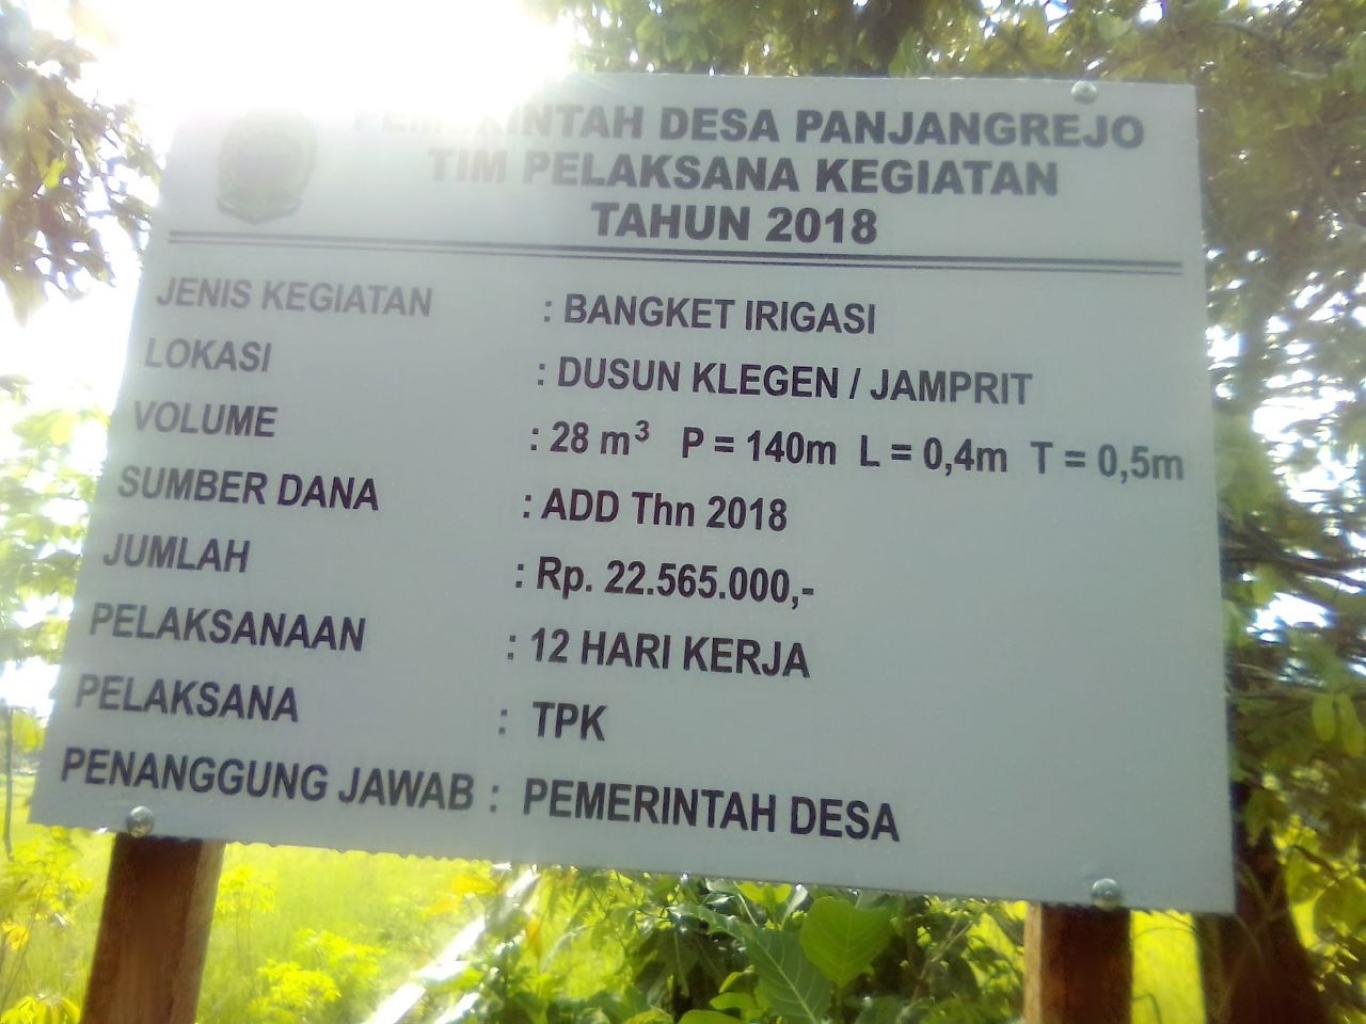 PEMERINTAH DESA PANJANGREJO
TIM PELAKSANA KEGIATAN
TAHUN 2018
JENIS KEGIATAN : BANGKET IRIGASI
LOKASI : DUSUN KLEGEN / JAMPRIT
VOLUME : 28 m³ P = 140m L = 0,4m T = 0,5m
SUMBER DANA : ADD Thn 2018
JUMLAH : Rp. 22.565.000,-
PELAKSANAAN : 12 HARI KERJA
PELAKSANA : TPK
PENANGGUNG JAWAB : PEMERINTAH DESA